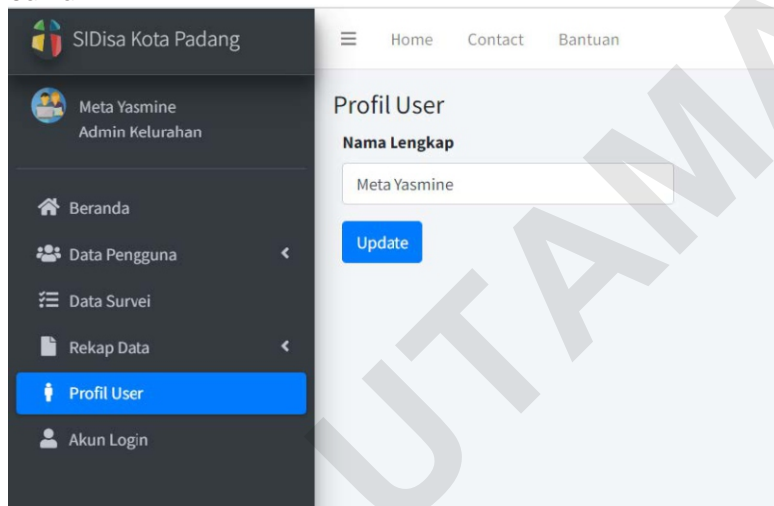 SIDisa Kota Padang
Home Contact Bantuan
Meta Yasmine
Admin Kelurahan
Beranda
Data Pengguna
Data Survei
Rekap Data
Profil User
Akun Login
Profil User
Nama Lengkap
Meta Yasmine
Update
UTAMA